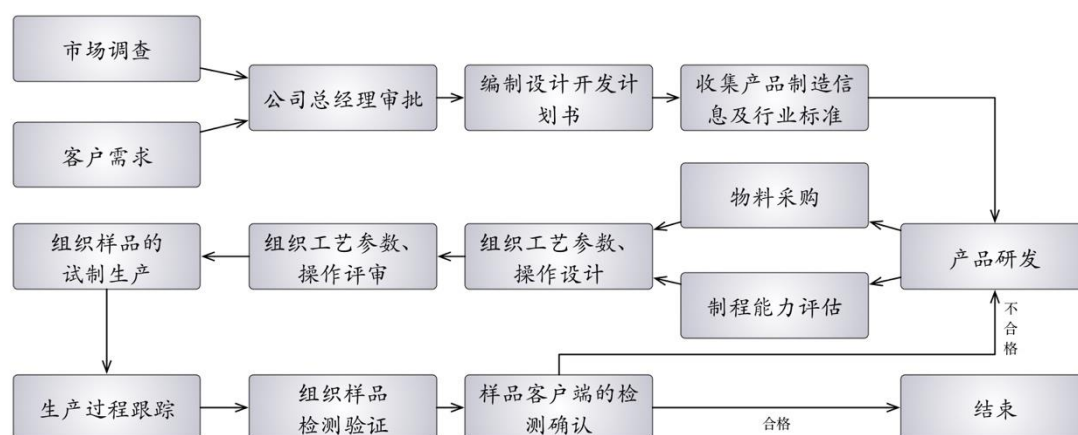 市场调查
客户需求
公司总经理审批
编制设计开发计
划书
收集产品制造信
息及行业标准
物料采购
产品研发
制程能力评估
组织工艺参数、
操作设计
组织工艺参数、
操作评审
组织样品的
试制生产
生产过程跟踪
组织样品
检测验证
样品客户端的检
测确认
不
合
格
合格
结束